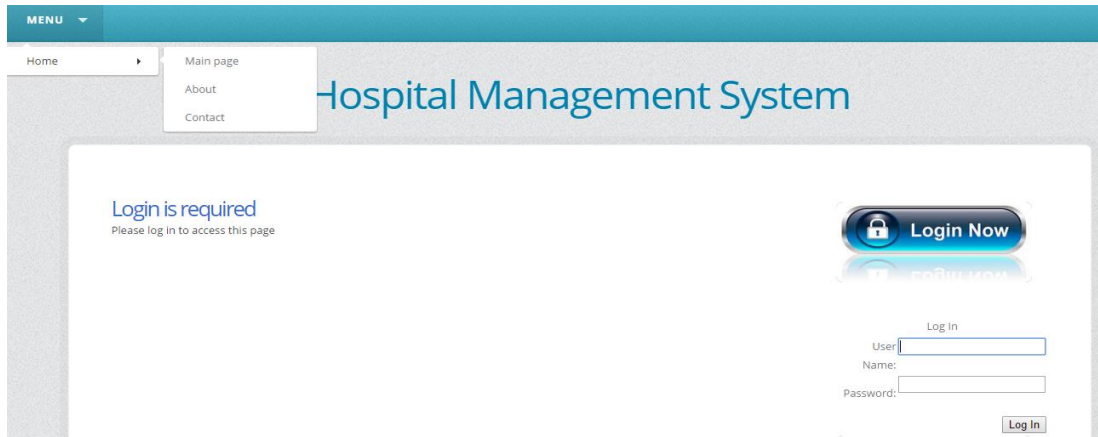 MENU
Home
Main page
About
Contact
Hospital Management System
Login is required
Please log in to access this page
Login Now
Log In
User
Name:
Password:
Log In